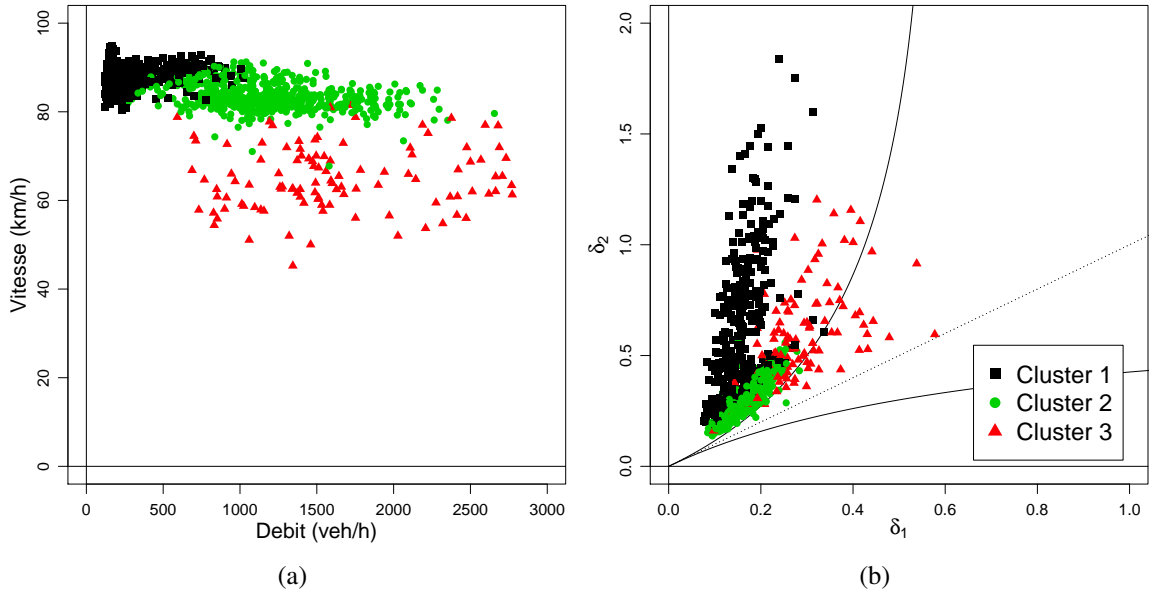 Vitesse (km/h)
100
80
60
40
20
0
0 500 1000 1500 2000 2500 3000
Debit (veh/h)
(a)
δ2
2.0
1.5
1.0
0.5
0.0
Cluster 1
Cluster 2
Cluster 3
0.0 0.2 0.4 0.6 0.8 1.0
δ1
(b)